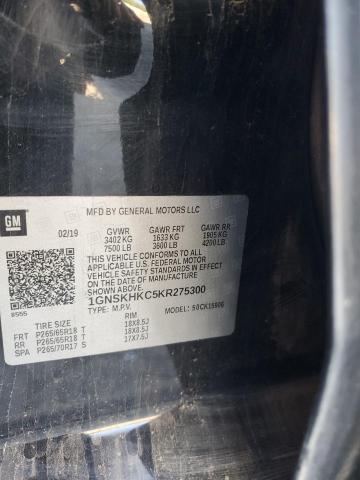 GM
MFD BY GENERAL MOTORS LLC
02/19 GVWR GAWR FRT GAWR RR
3402 KG 1633 KG 1905 KG
7500 LB 3600 LB 4200 LB
THIS VEHICLE CONFORMS TO ALL APPLICABLE
U.S. FEDERAL MOTOR VEHICLE SAFETY
STANDARDS IN EFFECT ON THE DATE OF
MANUFACTURE SHOWN ABOVE.
1GNSKHKC5KR275300
TYPE: M.P.V. MODEL:
TIRE SIZE RIM
FRT P265/65R18 T 18X8.5J
RR P265/65R18 T 18X8.5J
SPA P265/70R17 S 17X7.5J